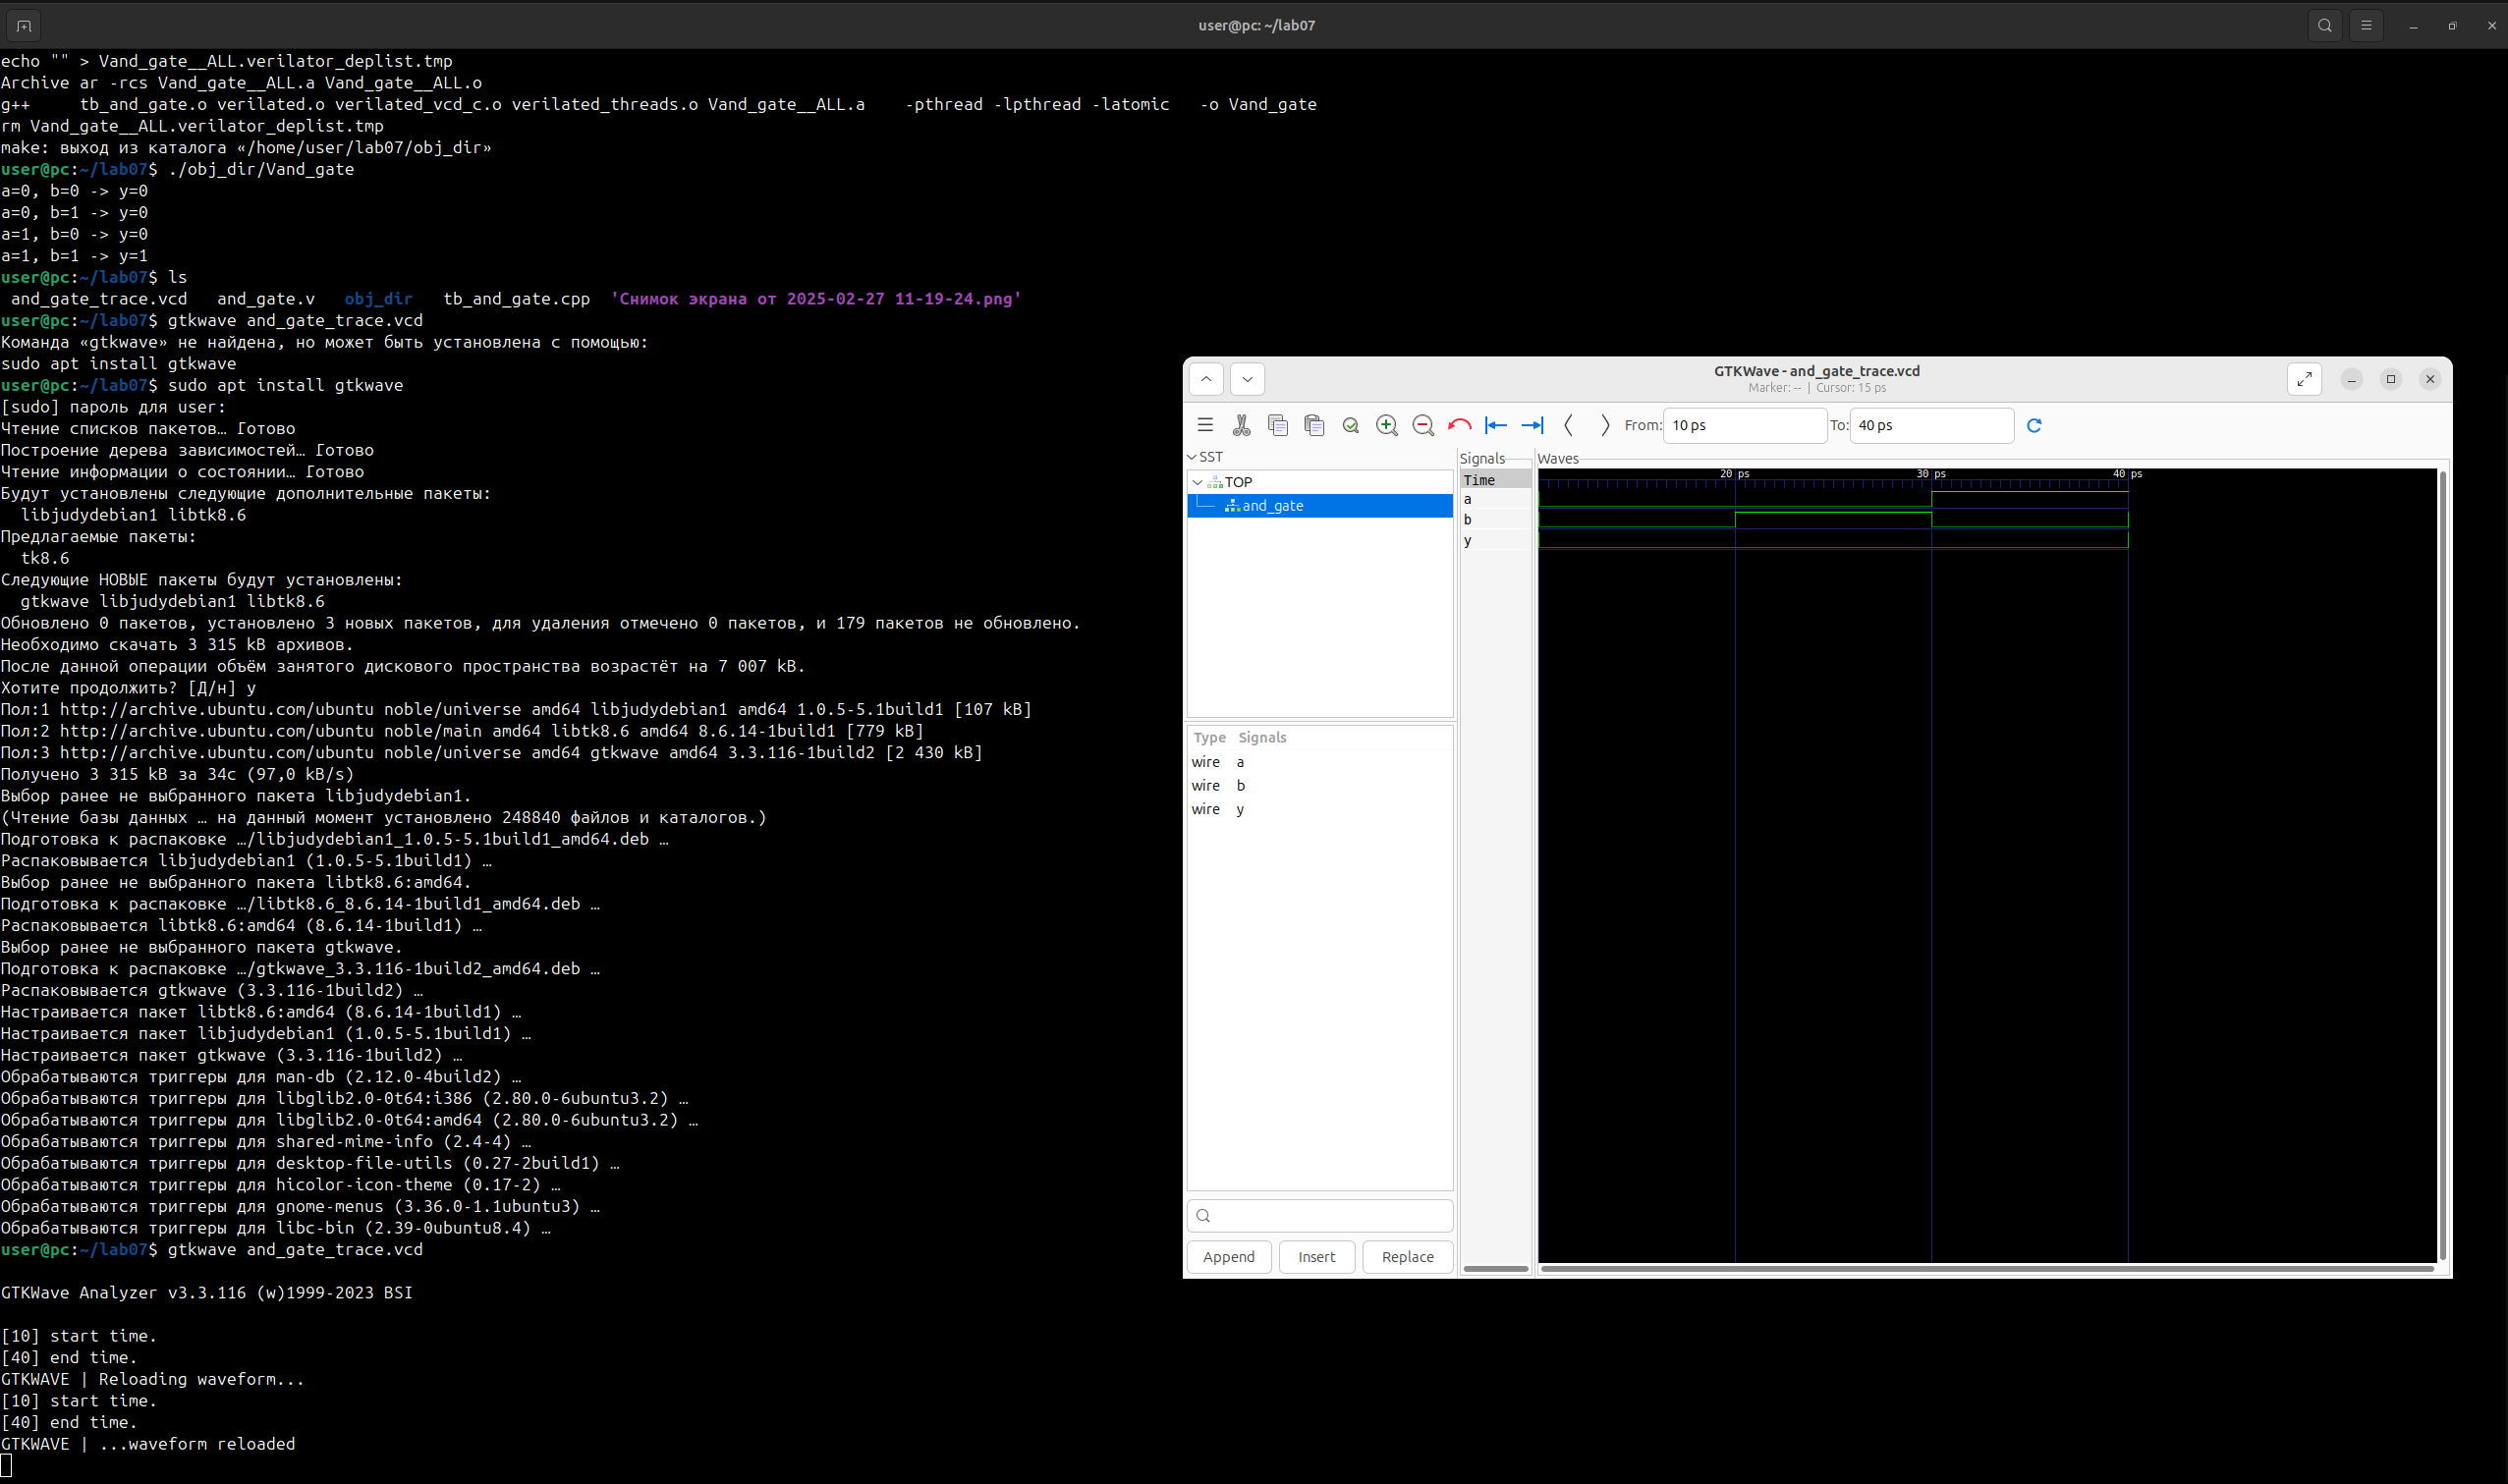 user@pc: ~/lab07
echo "" > Vand_gate__ALL.verilator_deplist.tmp
Archive ar -rcs Vand_gate__ALL.a Vand_gate__ALL.o
g++     tb_and_gate.o verilated.o verilated_vcd_c.o verilated_threads.o Vand_gate__ALL.a    -pthread -lpthread -latomic   -o Vand_gate
rm Vand_gate__ALL.verilator_deplist.tmp
make: выход из каталога «/home/user/lab07/obj_dir»
user@pc:~/lab07$ ./obj_dir/Vand_gate
a=0, b=0 -> y=0
a=0, b=1 -> y=0
a=1, b=0 -> y=0
a=1, b=1 -> y=1
user@pc:~/lab07$ ls
and_gate_trace.vcd   and_gate.v   obj_dir   tb_and_gate.cpp  'Снимок экрана от 2025-02-27 11-19-24.png'
user@pc:~/lab07$ gtkwave and_gate_trace.vcd
Команда «gtkwave» не найдена, но может быть установлена с помощью:
sudo apt install gtkwave
user@pc:~/lab07$ sudo apt install gtkwave
[sudo] пароль для user:
Чтение списков пакетов… Готово
Построение дерева зависимостей… Готово
Чтение информации о состоянии… Готово
Будут установлены следующие дополнительные пакеты:
  libjudydebian1 libtk8.6
Предлагаемые пакеты:
  tk8.6
Следующие НОВЫЕ пакеты будут установлены:
  gtkwave libjudydebian1 libtk8.6
Обновлено 0 пакетов, установлено 3 новых пакетов, для удаления отмечено 0 пакетов, и 179 пакетов не обновлено.
Необходимо скачать 3 315 kB архивов.
После данной операции объём занятого дискового пространства возрастёт на 7 007 kB.
Хотите продолжить? [Д/н] y
Пол:1 http://archive.ubuntu.com/ubuntu noble/universe amd64 libjudydebian1 amd64 1.0.5-5.1build1 [107 kB]
Пол:2 http://archive.ubuntu.com/ubuntu noble/main amd64 libtk8.6 amd64 8.6.14-1build1 [779 kB]
Пол:3 http://archive.ubuntu.com/ubuntu noble/universe amd64 gtkwave amd64 3.3.116-1build2 [2 430 kB]
Получено 3 315 kB за 34с (97,0 kB/s)
Выбор ранее не выбранного пакета libjudydebian1.
(Чтение базы данных … на данный момент установлено 248840 файлов и каталогов.)
Подготовка к распаковке …/libjudydebian1_1.0.5-5.1build1_amd64.deb …
Распаковывается libjudydebian1 (1.0.5-5.1build1) …
Выбор ранее не выбранного пакета libtk8.6:amd64.
Подготовка к распаковке …/libtk8.6_8.6.14-1build1_amd64.deb …
Распаковывается libtk8.6:amd64 (8.6.14-1build1) …
Выбор ранее не выбранного пакета gtkwave.
Подготовка к распаковке …/gtkwave_3.3.116-1build2_amd64.deb …
Распаковывается gtkwave (3.3.116-1build2) …
Настраивается пакет libtk8.6:amd64 (8.6.14-1build1) …
Настраивается пакет libjudydebian1 (1.0.5-5.1build1) …
Настраивается пакет gtkwave (3.3.116-1build2) …
Обрабатываются триггеры для man-db (2.12.0-4build2) …
Обрабатываются триггеры для libglib2.0-0t64:i386 (2.80.0-6ubuntu3.2) …
Обрабатываются триггеры для libglib2.0-0t64:amd64 (2.80.0-6ubuntu3.2) …
Обрабатываются триггеры для shared-mime-info (2.4-4) …
Обрабатываются триггеры для desktop-file-utils (0.27-2build1) …
Обрабатываются триггеры для hicolor-icon-theme (0.17-2) …
Обрабатываются триггеры для gnome-menus (3.36.0-1.1ubuntu3) …
Обрабатываются триггеры для libc-bin (2.39-0ubuntu8.4) …
user@pc:~/lab07$ gtkwave and_gate_trace.vcd
GTKWave Analyzer v3.3.116 (w)1999-2023 BSI
[10] start time.
[40] end time.
GTKWAVE | Reloading waveform...
[10] start time.
[40] end time.
GTKWAVE | ...waveform reloaded
GTKWave - and_gate_trace.vcd
Marker: -- | Cursor: 15 ps
From: 10 ps To: 40 ps
SST
TOP
and_gate
Type Signals
wire a
wire b
wire y
Append Insert Replace
Signals
Time
a
b
y
Waves
20 ps 30 ps 40 ps